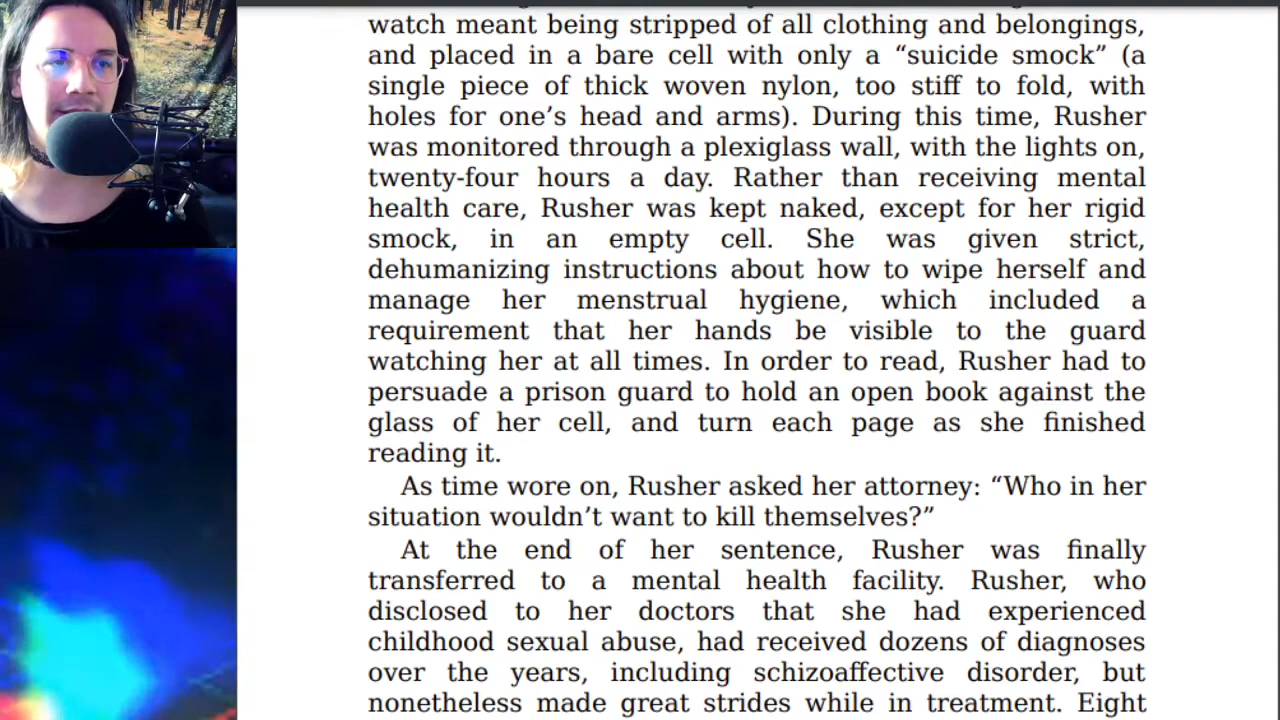 watch meant being stripped of all clothing and belongings,
and placed in a bare cell with only a “suicide smock” (a
single piece of thick woven nylon, too stiff to fold, with
holes for one’s head and arms). During this time, Rusher
was monitored through a plexiglass wall, with the lights on,
twenty-four hours a day. Rather than receiving mental
health care, Rusher was kept naked, except for her rigid
smock, in an empty cell. She was given strict,
dehumanizing instructions about how to wipe herself and
manage her menstrual hygiene, which included a
requirement that her hands be visible to the guard
watching her at all times. In order to read, Rusher had to
persuade a prison guard to hold an open book against the
glass of her cell, and turn each page as she finished
reading it.
As time wore on, Rusher asked her attorney: “Who in her
situation wouldn’t want to kill themselves?”
At the end of her sentence, Rusher was finally
transferred to a mental health facility. Rusher, who
disclosed to her doctors that she had experienced
childhood sexual abuse, had received dozens of diagnoses
over the years, including schizoaffective disorder, but
nonetheless made great strides while in treatment. Eight